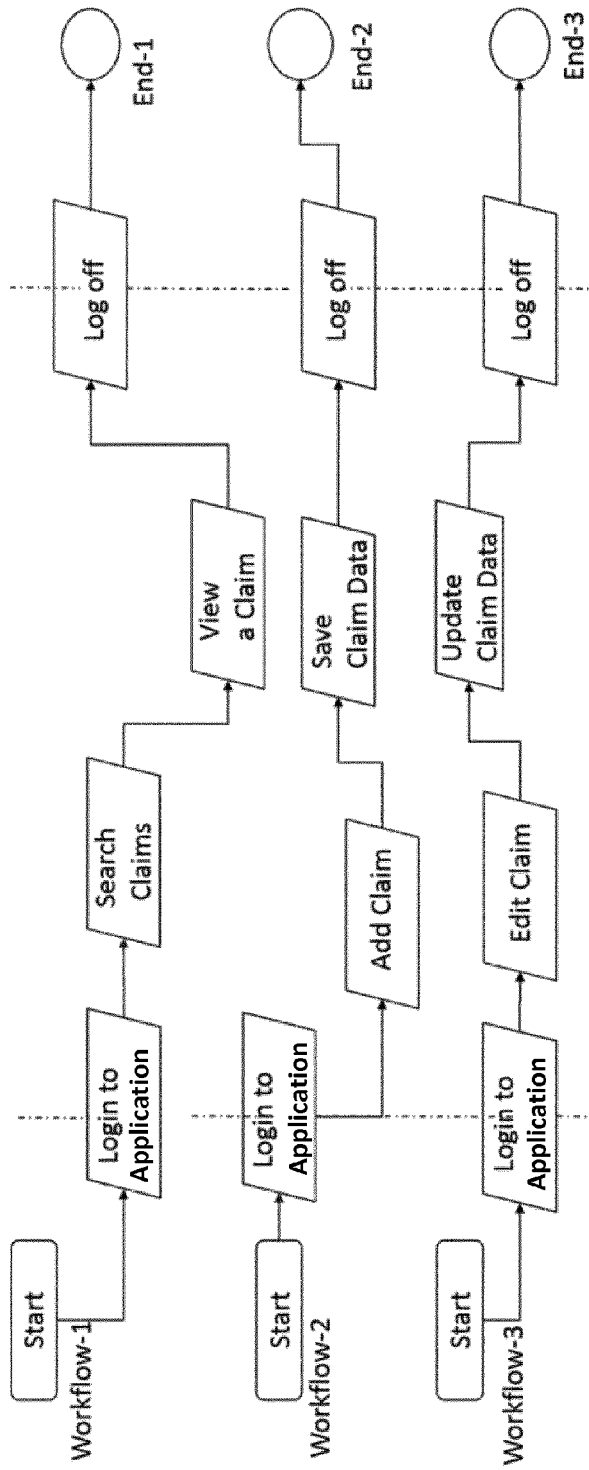 Start
Workflow-1
Login to
Application
Search
Claims
View
a Claim
Log off
End-1
Start
Workflow-2
Login to
Application
Add Claim
Save
Claim Data
Log off
End-2
Start
Workflow-3
Login to
Application
Edit Claim
Update
Claim Data
Log off
End-3